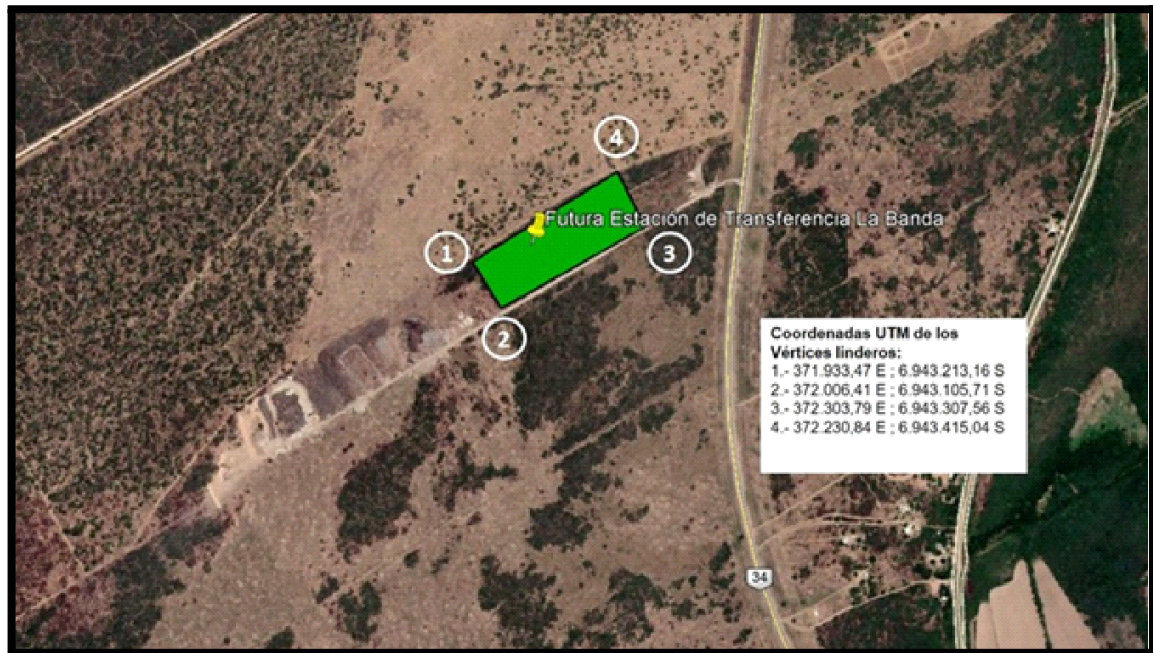 4
Futura Estación de Transferencia La Banda
1
3
2
Coordenadas UTM de los
Vértices linderos:
1.- 371.933,47 E ; 6.943.213,16 S
2.- 372.006,41 E ; 6.943.105,71 S
3.- 372.303,79 E ; 6.943.307,56 S
4.- 372.230,84 E ; 6.943.415,04 S
34